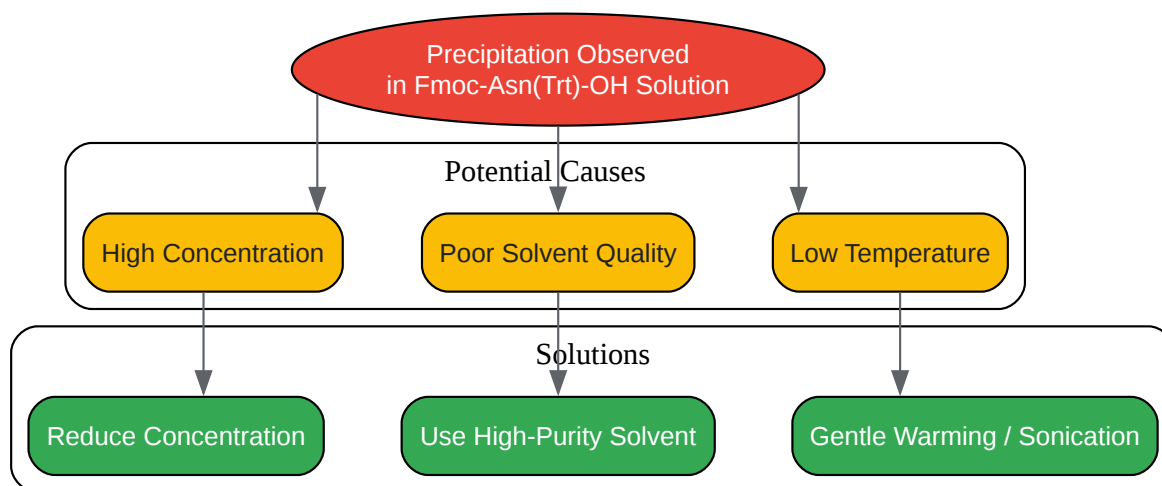 Precipitation Observed
in Fmoc-Asn(Trt)-OH Solution
Potential Causes
High Concentration
Poor Solvent Quality
Low Temperature
Solutions
Reduce Concentration
Use High-Purity Solvent
Gentle Warming / Sonication